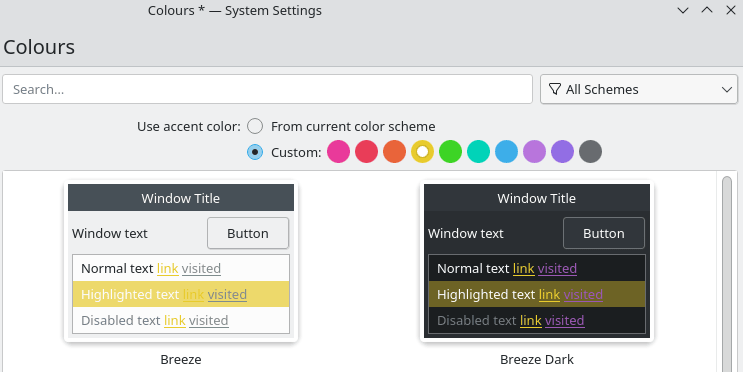 Colours * — System Settings
Colours
Search...
All Schemes
Use accent color: From current color scheme
Custom:
Window Title
Window text Button
Normal text link visited
Highlighted text link visited
Disabled text link visited
Breeze
Window Title
Window text Button
Normal text link visited
Highlighted text link visited
Disabled text link visited
Breeze Dark